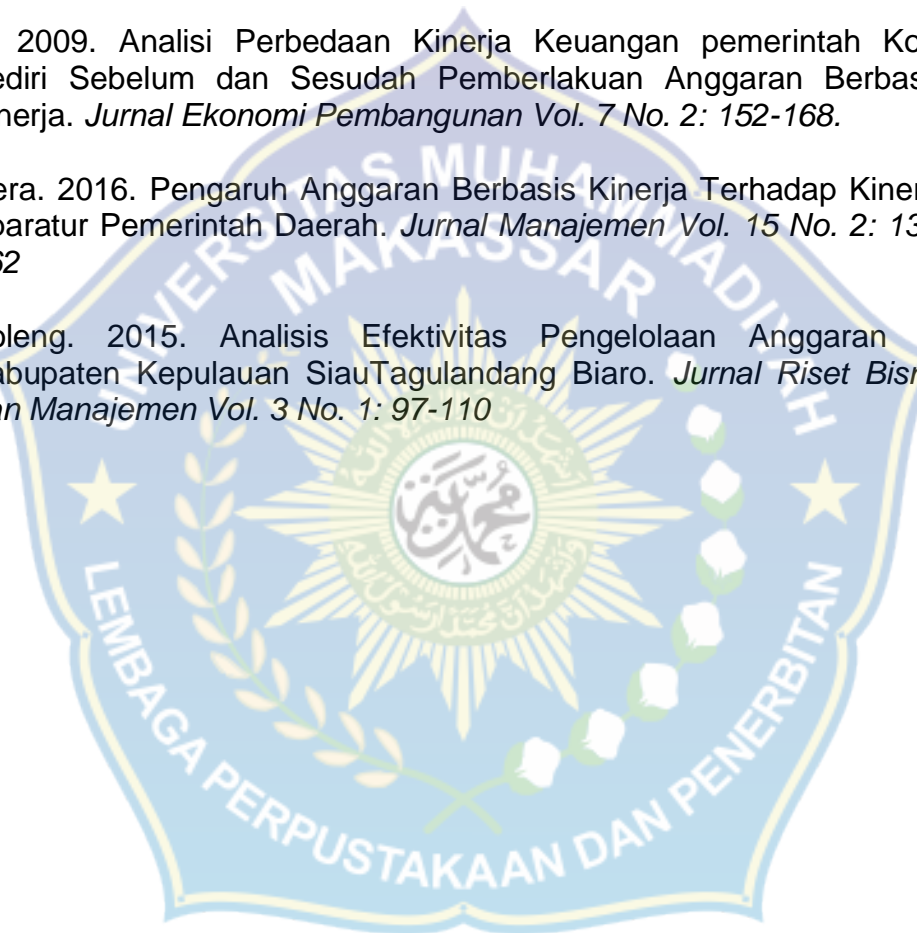 2009. Analisi Perbedaan Kinerja Keuangan pemerintah Ko
ediri Sebelum dan Sesudah Pemberlakuan Anggaran Berbas
nerja. Jurnal Ekonomi Pembangunan Vol. 7 No. 2: 152-168.
era. 2016. Pengaruh Anggaran Berbasis Kinerja Terhadap Kiner
paratur Pemerintah Daerah. Jurnal Manajemen Vol. 15 No. 2: 13
62
oleng. 2015. Analisis Efektivitas Pengelolaan Anggaran
abupaten Kepulauan SiauTagulandang Biaro. Jurnal Riset Bisn
an Manajemen Vol. 3 No. 1: 97-110
UNIVERSITAS MUHAMMADIYAH
MAKASSAR
محمدية
LEMBAGA PERPUSTAKAAN DAN PENERBITAN